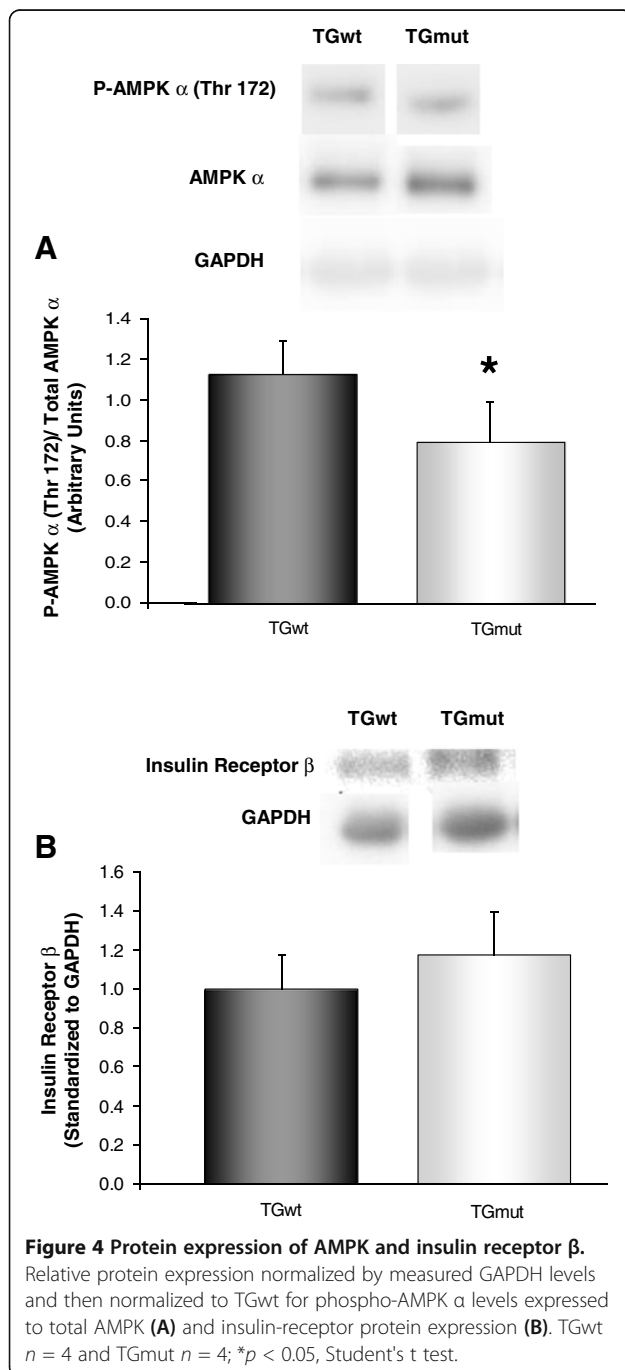 TGwt TGmut
P-AMPK α (Thr 172)
AMPK α
GAPDH
A
P-AMPK α (Thr 172)/ Total AMPK α
(Arbitrary Units)
1.4
1.2
1.0
0.8
0.6
0.4
0.2
0.0
*
TGwt TGmut
TGwt TGmut
Insulin Receptor β
GAPDH
B
Insulin Receptor β
(Standardized to GAPDH)
1.6
1.4
1.2
1.0
0.8
0.6
0.4
0.2
0.0
TGwt TGmut
Figure 4 Protein expression of AMPK and insulin receptor β.
Relative protein expression normalized by measured GAPDH levels
and then normalized to TGwt for phospho-AMPK α levels expressed
to total AMPK (A) and insulin-receptor protein expression (B). TGwt
n = 4 and TGmut n = 4; *p < 0.05, Student's t test.